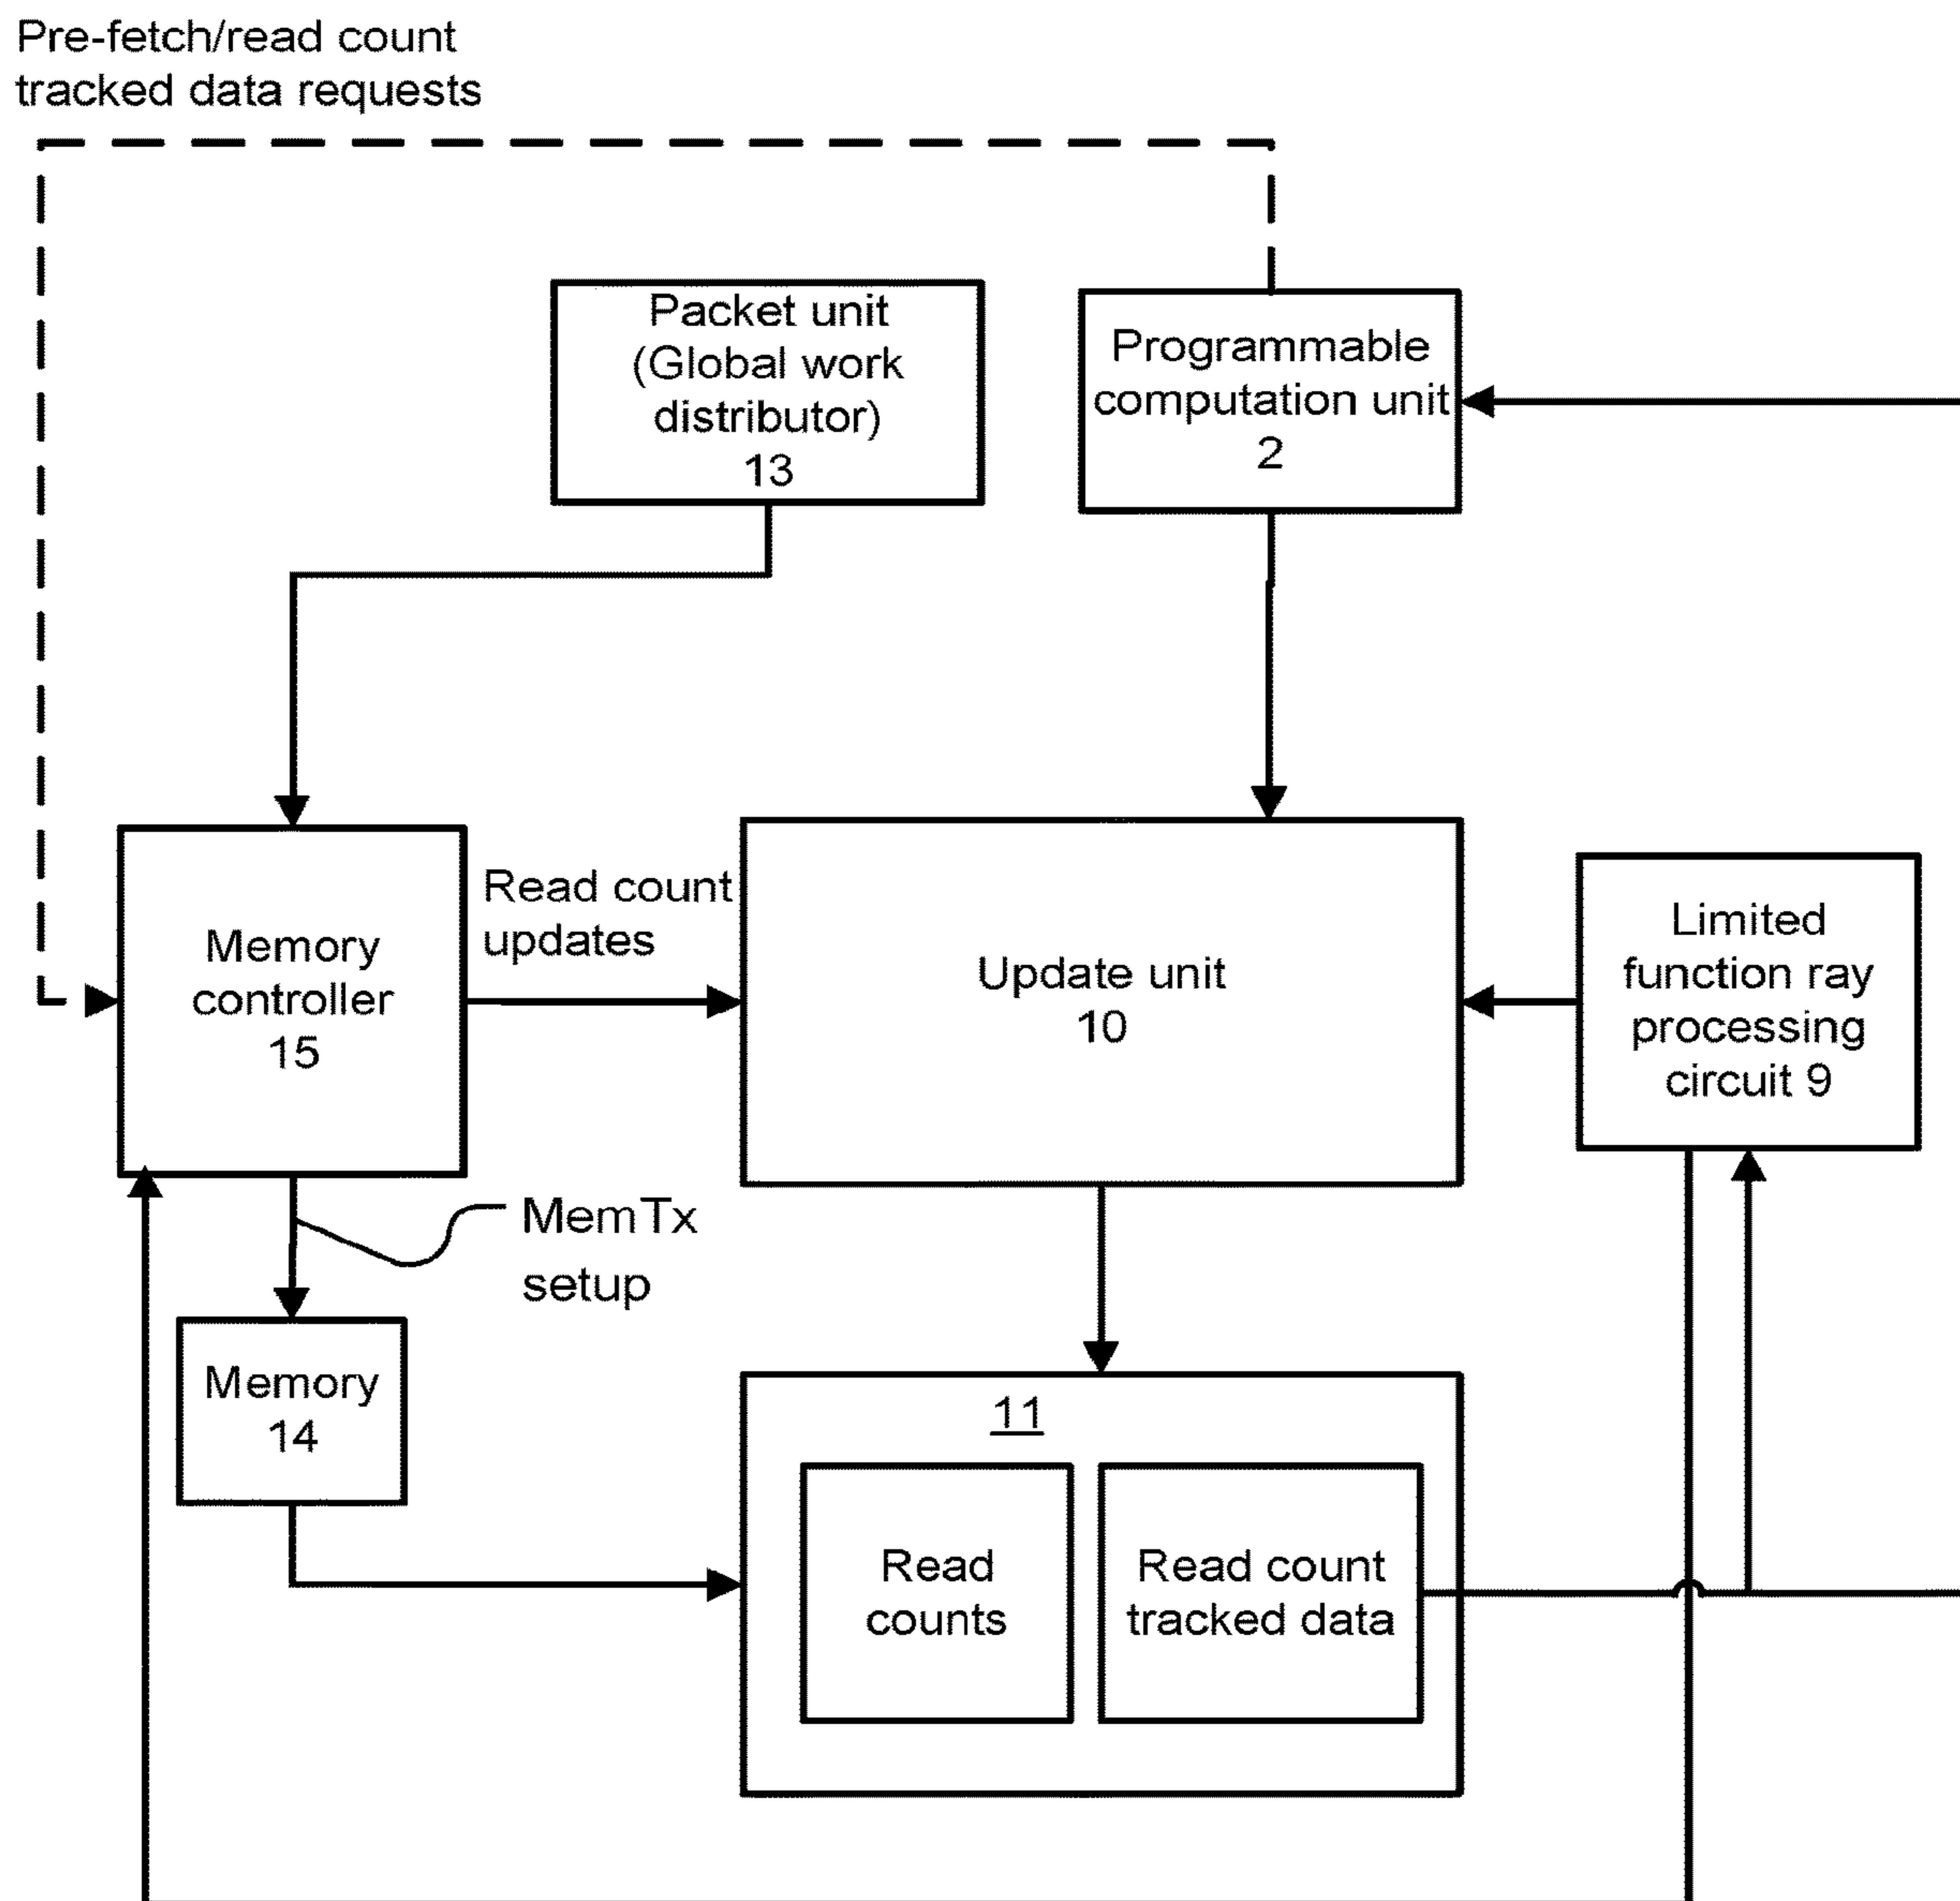 Pre-fetch/read count
tracked data requests
Packet unit
(Global work
distributor)
13
Programmable
computation unit
2
Memory
controller
15
Read count
updates
Update unit
10
Limited
function ray
processing
circuit 9
MemTx
setup
Memory
14
11
Read
counts
Read count
tracked data